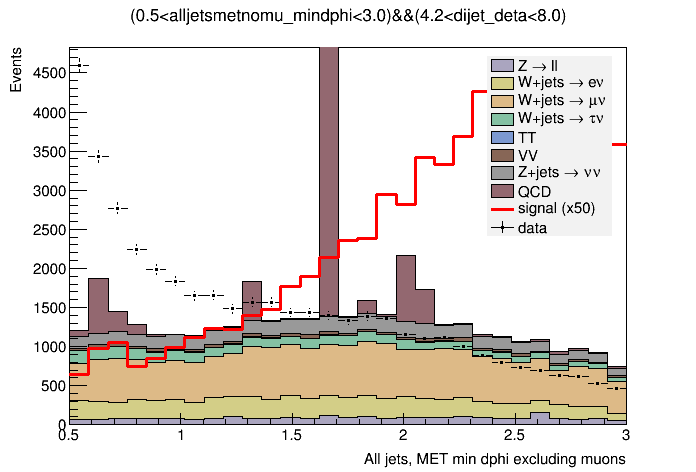 (0.5<alljetsmetnomu_mindphi<3.0)&&(4.2<dijet_deta<8.0)
Events
4500
4000
3500
3000
2500
2000
1500
1000
500
0
Z → ll
W+jets → eν
W+jets → μν
W+jets → τν
TT
VV
Z+jets → νν
QCD
signal (x50)
data
0.5 1 1.5 2 2.5 3
All jets, MET min dphi excluding muons